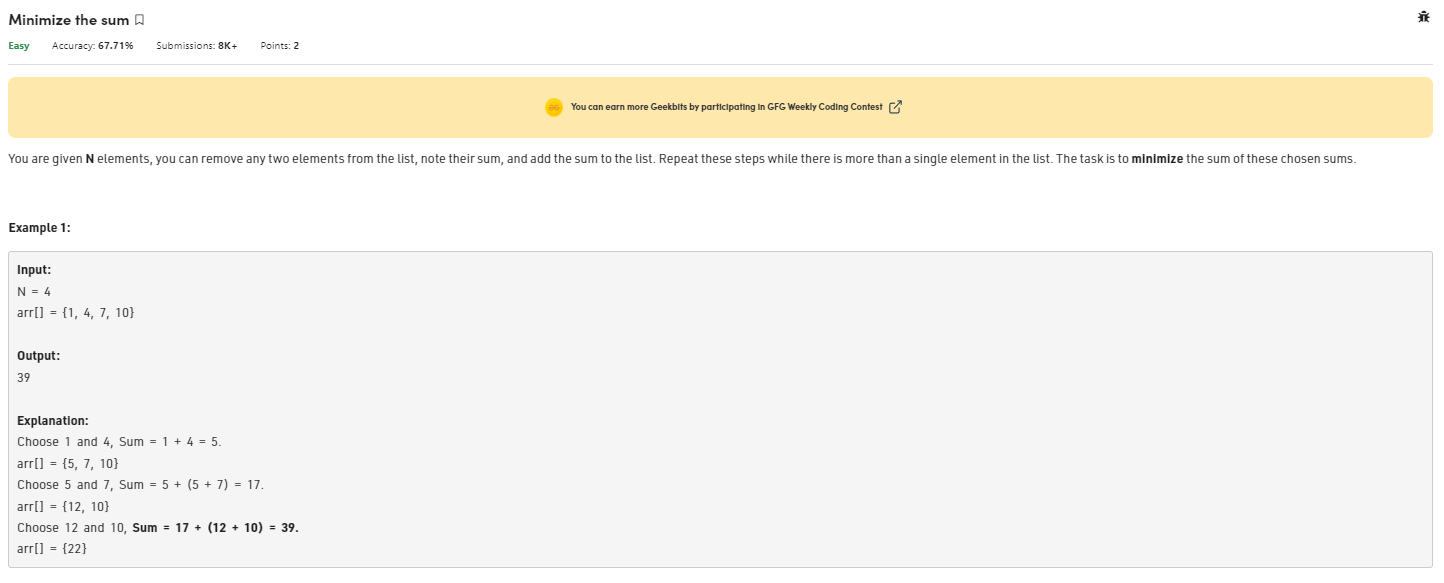 Minimize the sum
Easy Accuracy: 67.71% Submissions: 8K+ Points: 2
You can earn more Geekbits by participating in GFG Weekly Coding Contest
You are given N elements, you can remove any two elements from the list, note their sum, and add the sum to the list. Repeat these steps while there is more than a single element in the list. The task is to minimize the sum of these chosen sums.
Example 1:
Input:
N = 4
arr[] = {1, 4, 7, 10}
Output:
39
Explanation:
Choose 1 and 4, Sum = 1 + 4 = 5.
arr[] = {5, 7, 10}
Choose 5 and 7, Sum = 5 + (5 + 7) = 17.
arr[] = {12, 10}
Choose 12 and 10, Sum = 17 + (12 + 10) = 39.
arr[] = {22}